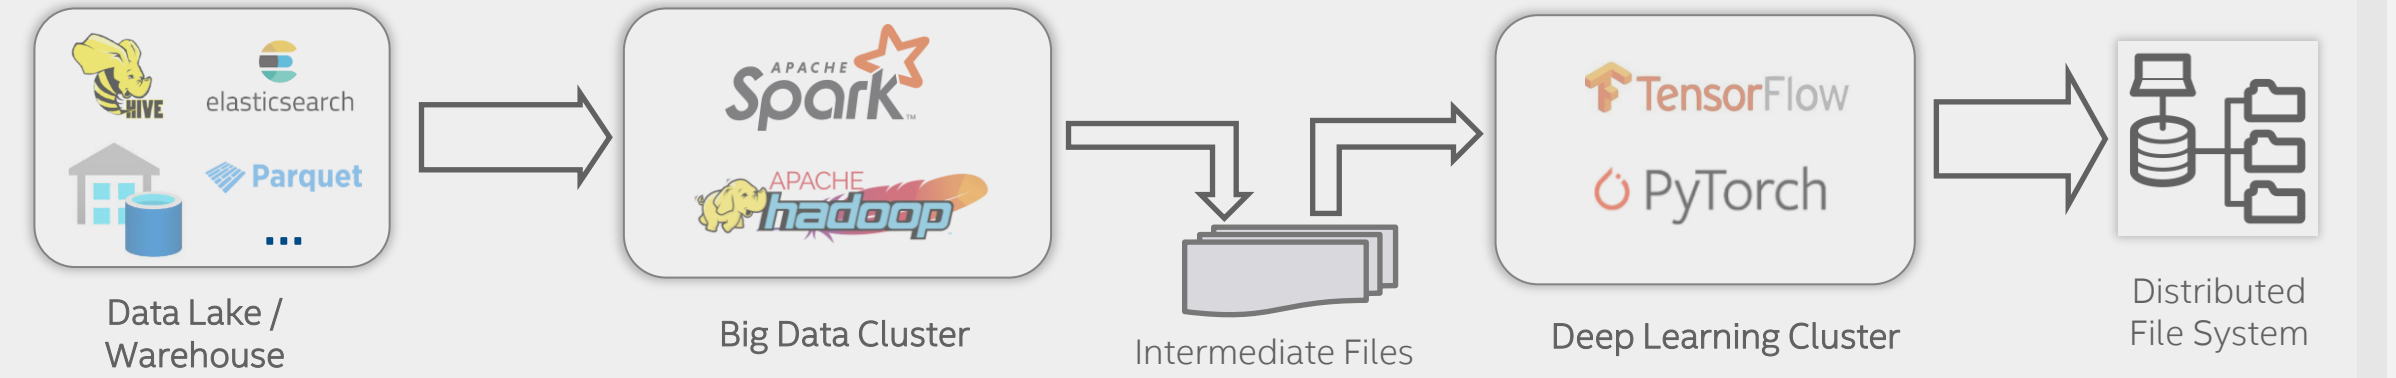 HIVE
elasticsearch
Parquet
...
Data Lake /
Warehouse
APACHE
Spark™
APACHE
hadoop
Big Data Cluster
Intermediate Files
TensorFlow
PyTorch
Deep Learning Cluster
Distributed
File System